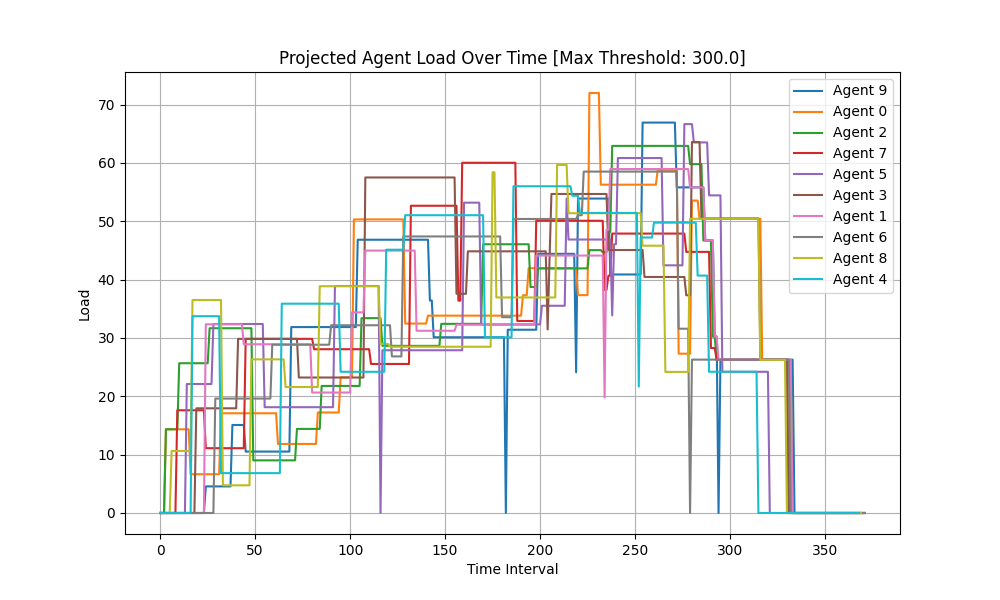 Projected Agent Load Over Time [Max Threshold: 300.0]
Load
70
60
50
40
30
20
10
0
0 50 100 150 200 250 300 350
Time Interval
Agent 9
Agent 0
Agent 2
Agent 7
Agent 5
Agent 3
Agent 1
Agent 6
Agent 8
Agent 4